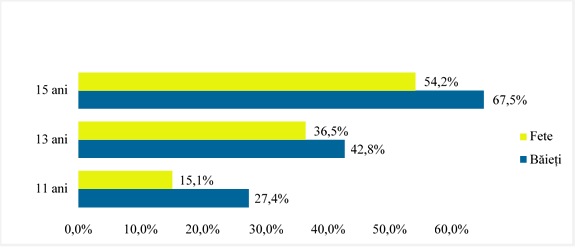 15 ani
54,2%
67,5%
13 ani
36,5%
42,8%
11 ani
15,1%
27,4%
Fete
Băieți
0,0% 10,0% 20,0% 30,0% 40,0% 50,0% 60,0%